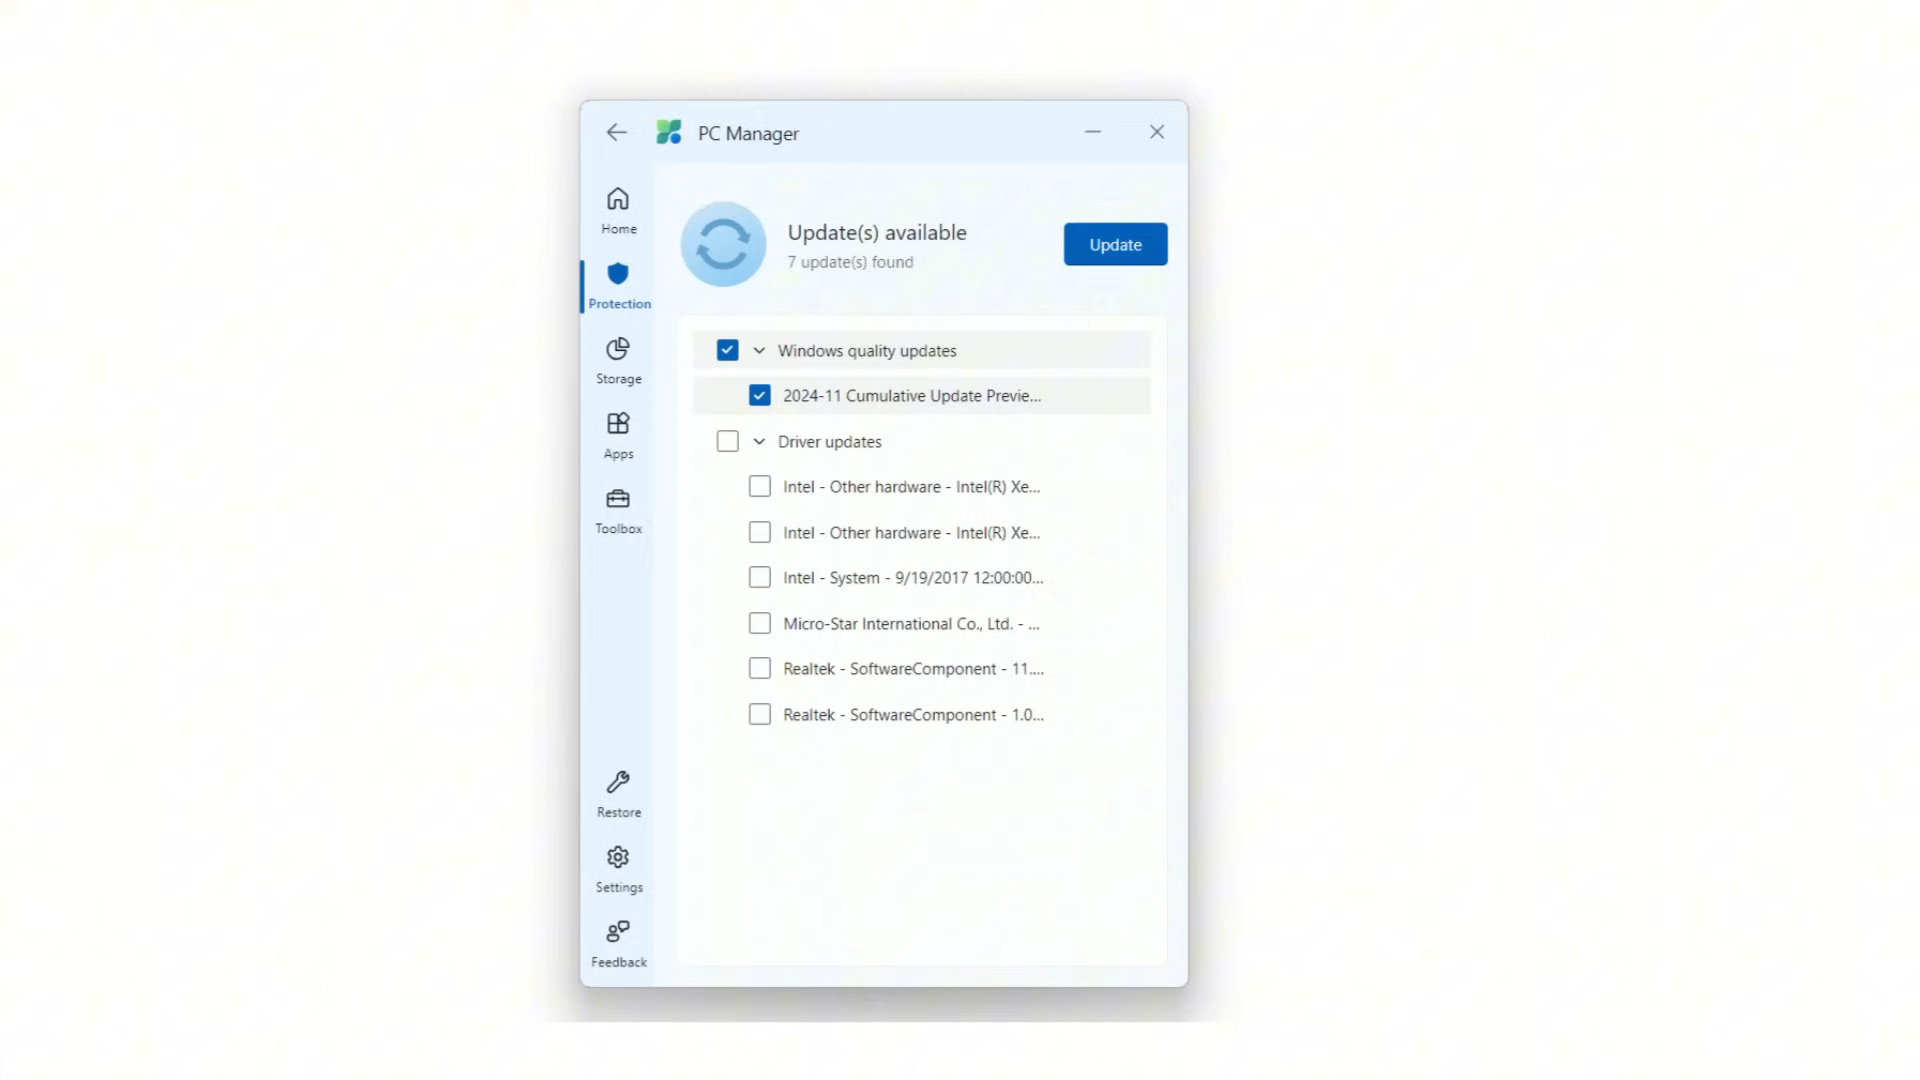 PC Manager
Home
Protection
Storage
Apps
Toolbox
Restore
Settings
Feedback
Update(s) available
7 update(s) found
Update
Windows quality updates
2024-11 Cumulative Update Previe...
Driver updates
Intel - Other hardware - Intel(R) Xe...
Intel - Other hardware - Intel(R) Xe...
Intel - System - 9/19/2017 12:00:00...
Micro-Star International Co., Ltd. - ...
Realtek - SoftwareComponent - 11....
Realtek - SoftwareComponent - 1.0...